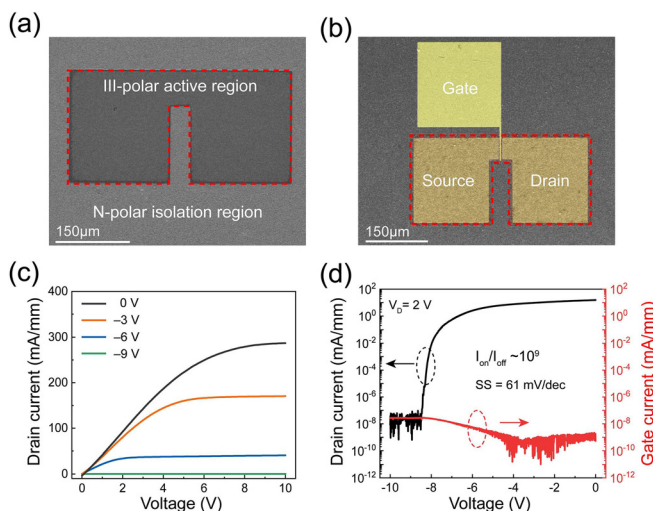 (a)
III-polar active region
N-polar isolation region
150μm
(b)
Gate
Source
Drain
150μm
(c)
Drain current (mA/mm)
400
300
200
100
0
0 V
–3 V
–6 V
–9 V
0 2 4 6 8 10
Voltage (V)
(d)
Drain current (mA/mm)
10² 
10⁰
10⁻²
10⁻⁴
10⁻⁶
10⁻⁸
10⁻¹⁰
10⁻¹²
V_D= 2 V
I_on/I_off ~10⁹
SS = 61 mV/dec
-10 -8 -6 -4 -2 0
Voltage (V)
10²
10⁰
10⁻²
10⁻⁴
10⁻⁶
10⁻⁸
10⁻¹⁰
10⁻¹²
Gate current (mA/mm)